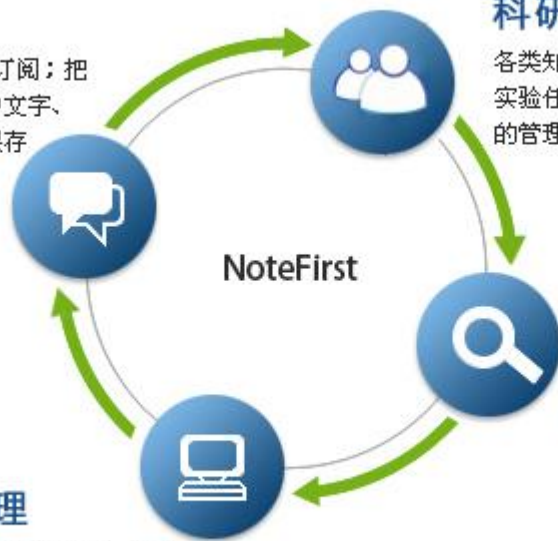 科研
订阅；把
文字、
存
各类知
实验任
的管理
NoteFirst
理